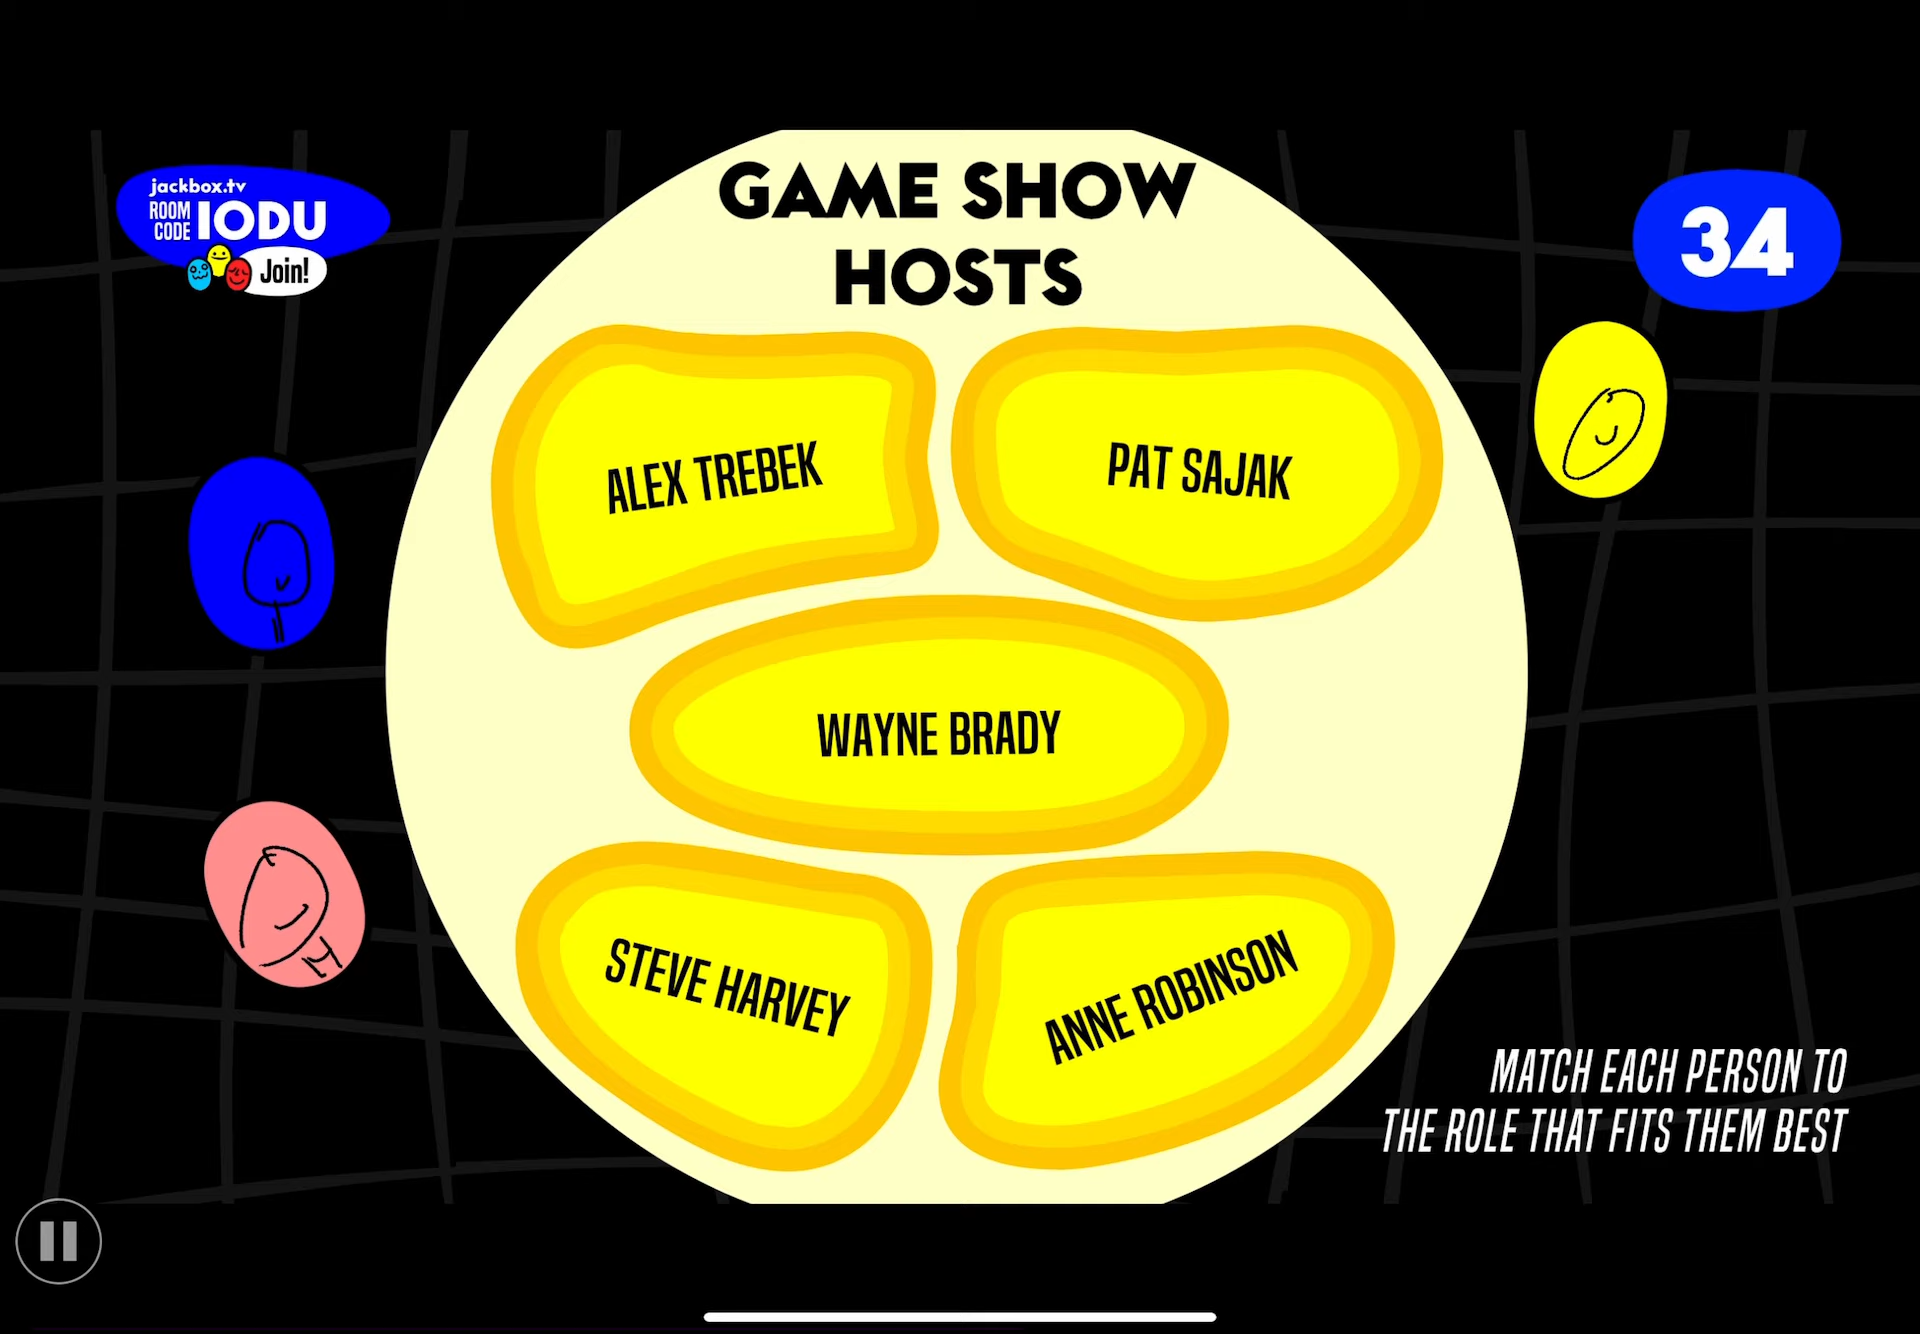 jackbox.tv
ROOM
CODE
IODU
Join!
GAME SHOW
HOSTS
34
ALEX TREBEK
PAT SAJAK
WAYNE BRADY
STEVE HARVEY
ANNE ROBINSON
MATCH EACH PERSON TO
THE ROLE THAT FITS THEM BEST